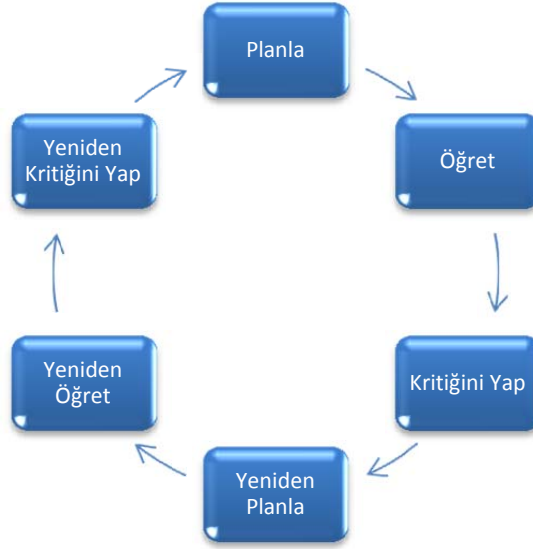 Planla
Öğret
Kritiğini Yap
Yeniden
Planla
Yeniden
Öğret
Yeniden
Kritiğini Yap